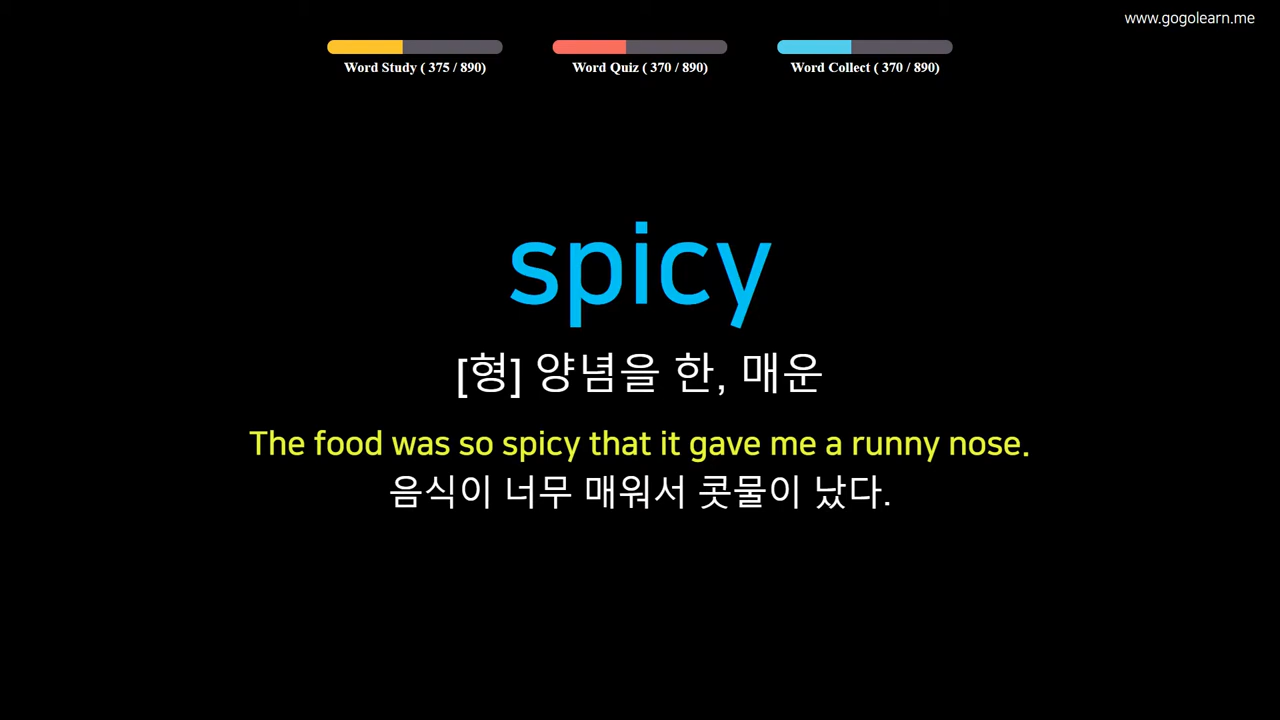 www.gogolearn.me
Word Study ( 375 / 890)
Word Quiz ( 370 / 890)
Word Collect ( 370 / 890)
spicy
[형] 양념을 한, 매운
The food was so spicy that it gave me a runny nose.
음식이 너무 매워서 콧물이 났다.